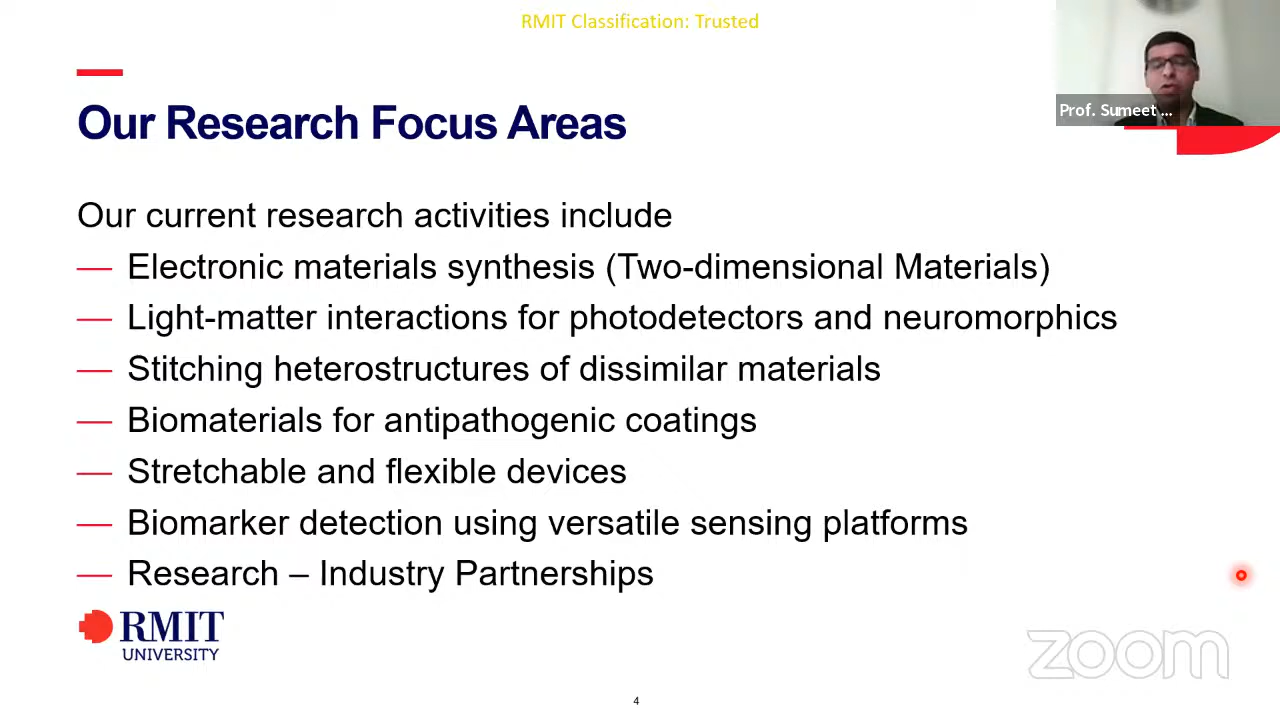 RMIT Classification: Trusted
Prof. Sumeet ...
Our Research Focus Areas
Our current research activities include
— Electronic materials synthesis (Two-dimensional Materials)
— Light-matter interactions for photodetectors and neuromorphics
— Stitching heterostructures of dissimilar materials
— Biomaterials for antipathogenic coatings
— Stretchable and flexible devices
— Biomarker detection using versatile sensing platforms
— Research – Industry Partnerships
RMIT
UNIVERSITY
zoom
4